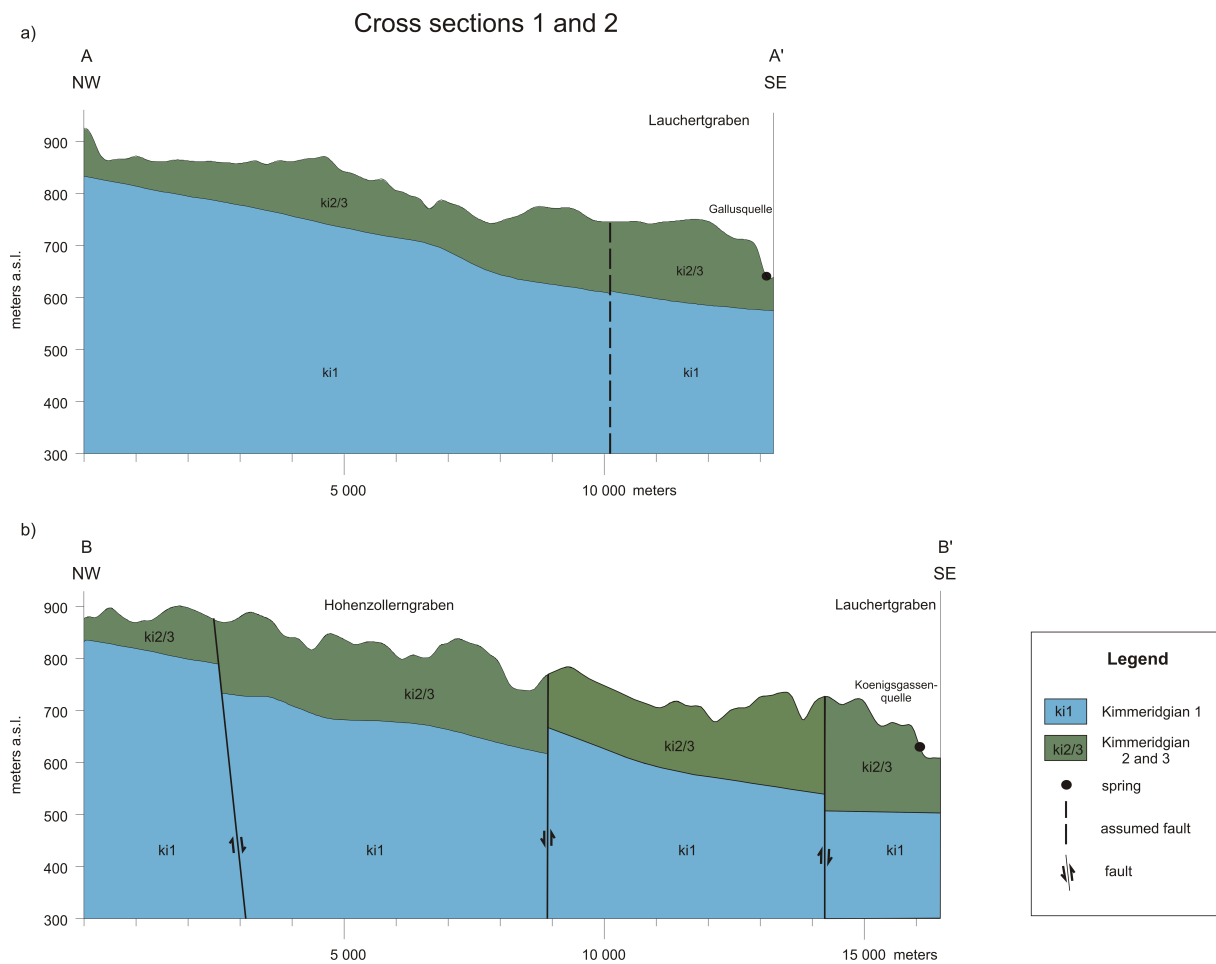 Cross sections 1 and 2
a)
A
A'
NW
SE
Lauchertgraben
900
800
700
600
500
400
300
meters a.s.l.
Gallusquelle
ki2/3
ki2/3
ki1
ki1
5 000
10 000 meters
b)
B
B'
NW
SE
Hohenzollerngraben
Lauchertgraben
900
800
700
600
500
400
300
meters a.s.l.
Koenigsgassen-
quelle
ki2/3
ki2/3
ki2/3
ki2/3
ki1
ki1
ki1
ki1
5 000
10 000
15 000 meters
Legend
ki1 Kimmeridgian 1
ki2/3 Kimmeridgian
2 and 3
spring
assumed fault
fault